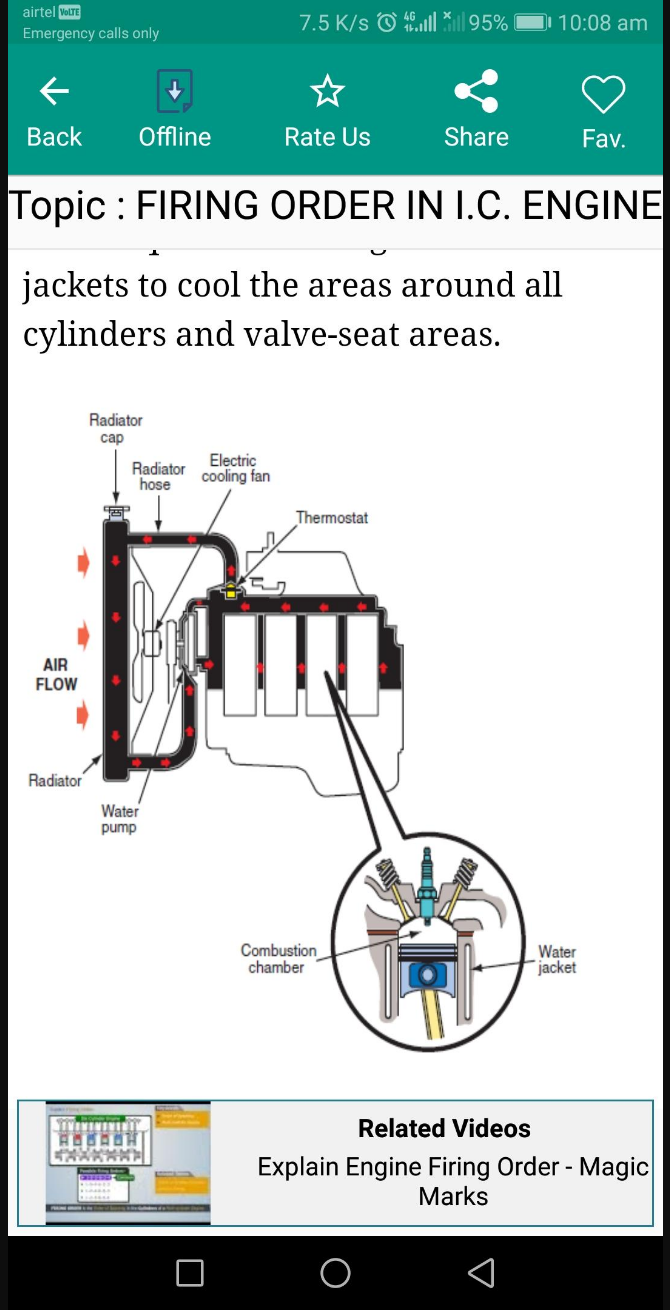 airtel VoLTE
Emergency calls only
7.5 K/s 4G 95% 10:08 am
Back
Offline
Rate Us
Share
Fav.
Topic : FIRING ORDER IN I.C. ENGINE
jackets to cool the areas around all
cylinders and valve-seat areas.
Radiator
cap
Radiator
hose
Electric
cooling fan
Thermostat
AIR
FLOW
Radiator
Water
pump
Combustion
chamber
Water
jacket
Related Videos
Explain Engine Firing Order - Magic
Marks